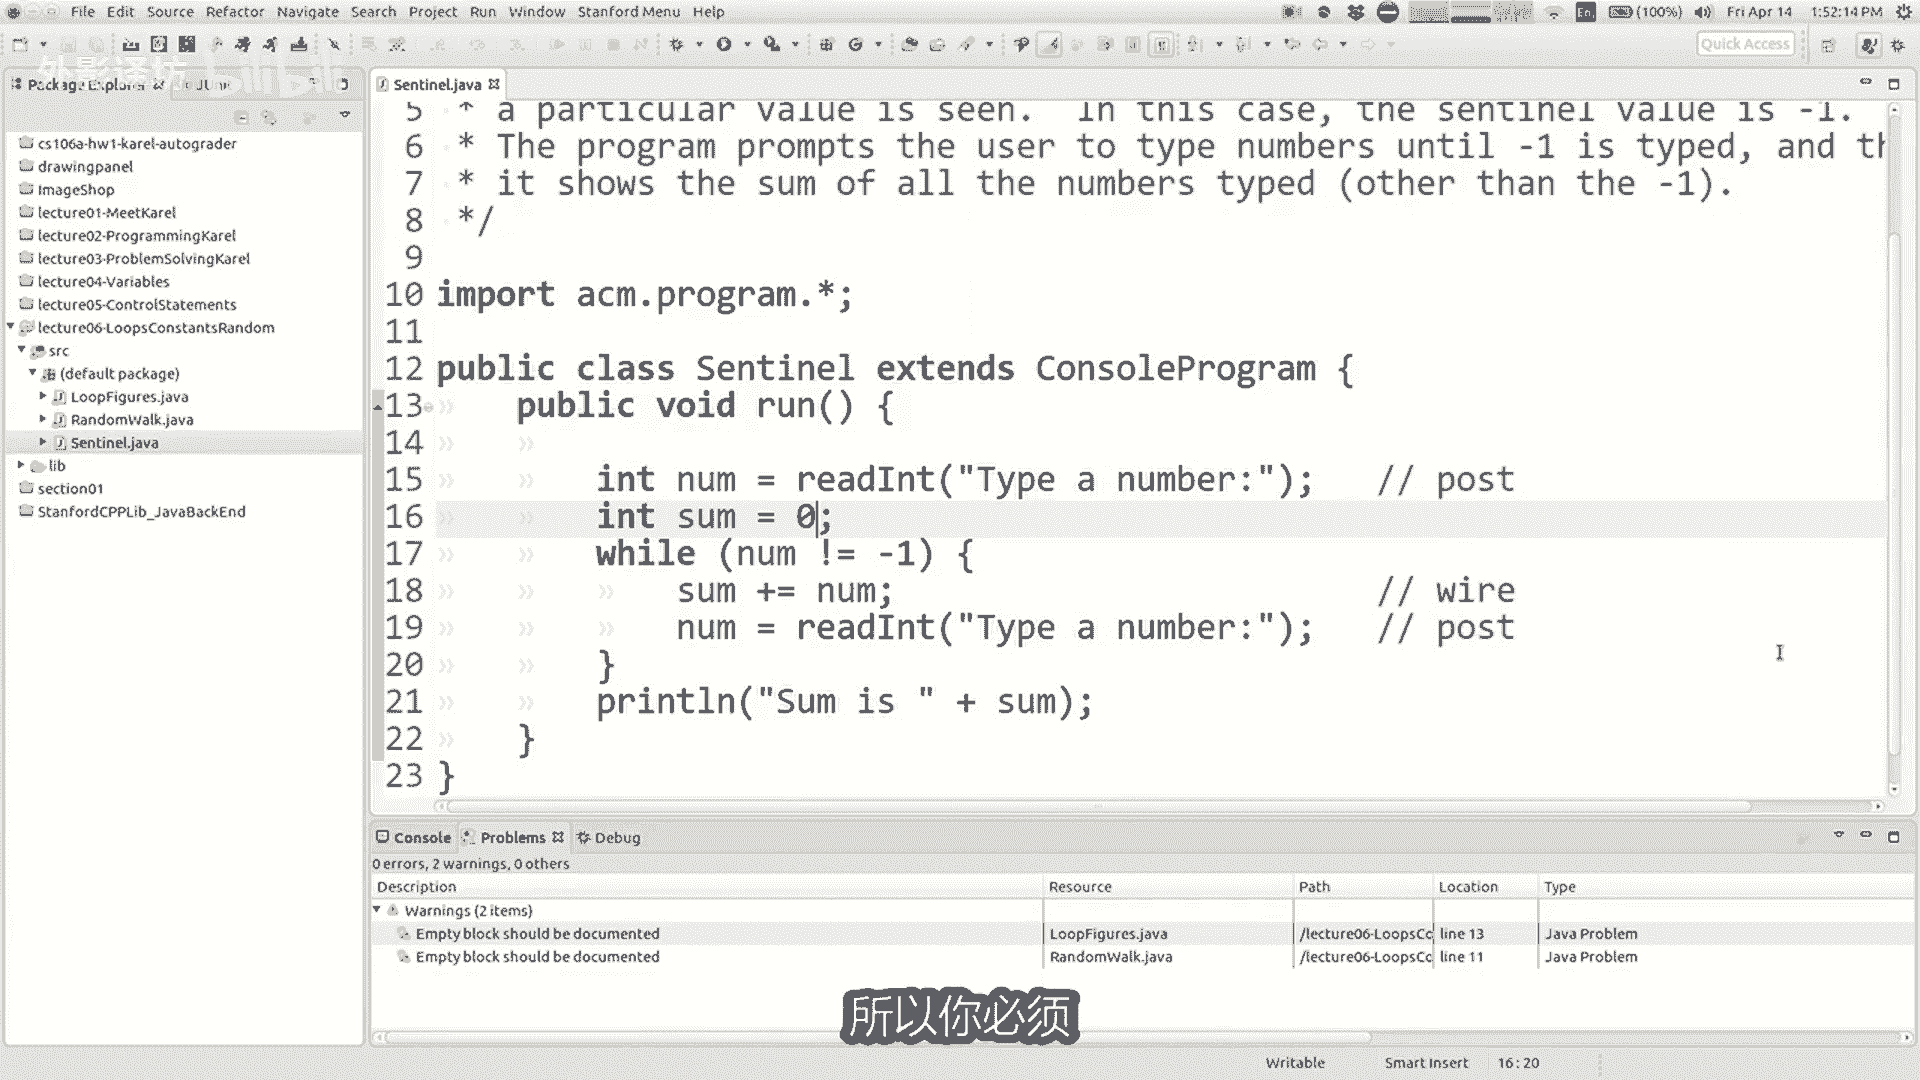 File Edit Source Refactor Navigate Search Project Run Window Stanford Menu Help
En (100%) Fri Apr 14 1:52:14 PM
Quick Access
外影译坊 bilibili
Package Explorer JUnit
Sentinel.java
cs106a-hw1-karel-autograder
drawingpanel
ImageShop
lecture01-MeetKarel
lecture02-ProgrammingKarel
lecture03-ProblemSolvingKarel
lecture04-Variables
lecture05-ControlStatements
lecture06-LoopsConstantsRandom
src
(default package)
LoopFigures.java
RandomWalk.java
Sentinel.java
lib
section01
StanfordCPPLib_JavaBackEnd
5 * a particular value is seen. In this case, the sentinel value is -1.
6 * The program prompts the user to type numbers until -1 is typed, and th
7 * it shows the sum of all the numbers typed (other than the -1).
8 */
9
10 import acm.program.*;
11
12 public class Sentinel extends ConsoleProgram {
13 public void run() {
14
15 int num = readInt("Type a number:"); // post
16 int sum = 0;
17 while (num != -1) {
18 sum += num; // wire
19 num = readInt("Type a number:"); // post
20 }
21 println("Sum is " + sum);
22 }
23 }
Console Problems Debug
0 errors, 2 warnings, 0 others
Description Resource Path Location Type
Warnings (2 items)
Empty block should be documented LoopFigures.java /lecture06-LoopsCo line 13 Java Problem
Empty block should be documented RandomWalk.java /lecture06-LoopsCo line 11 Java Problem
所以你必须
Writable Smart Insert 16:20